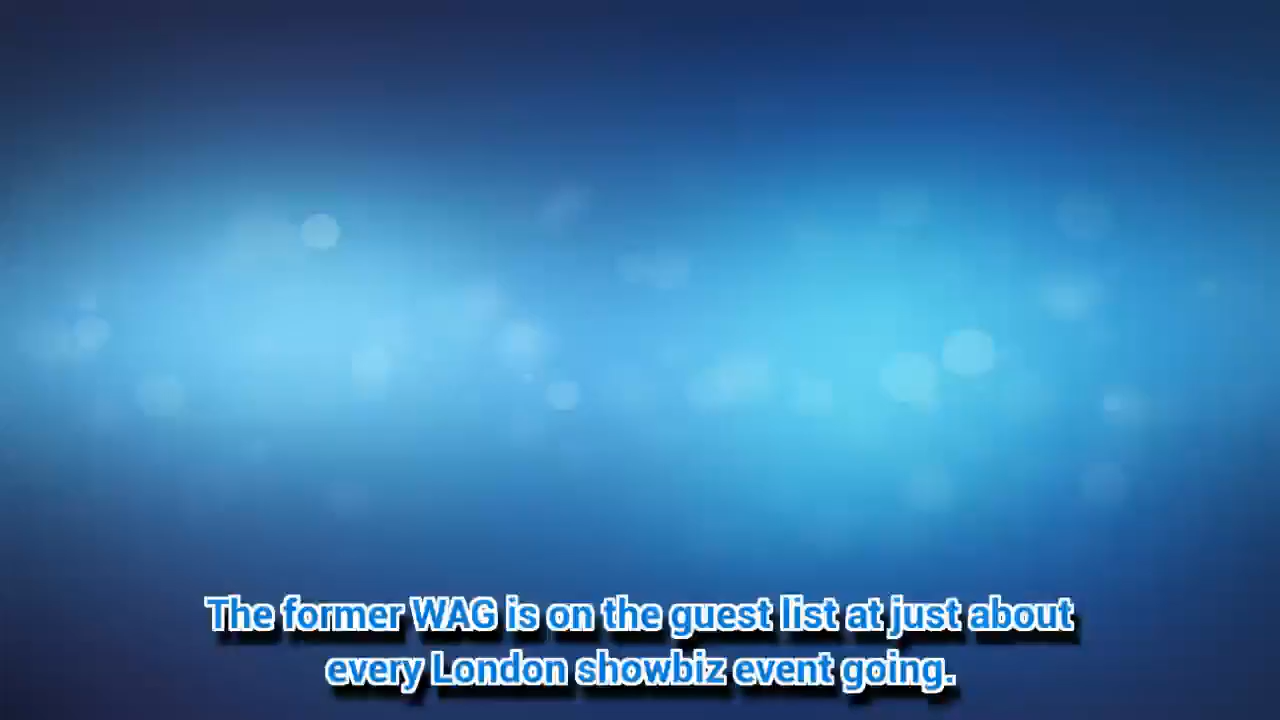 The former WAG is on the guest list at just about
every London showbiz event going.